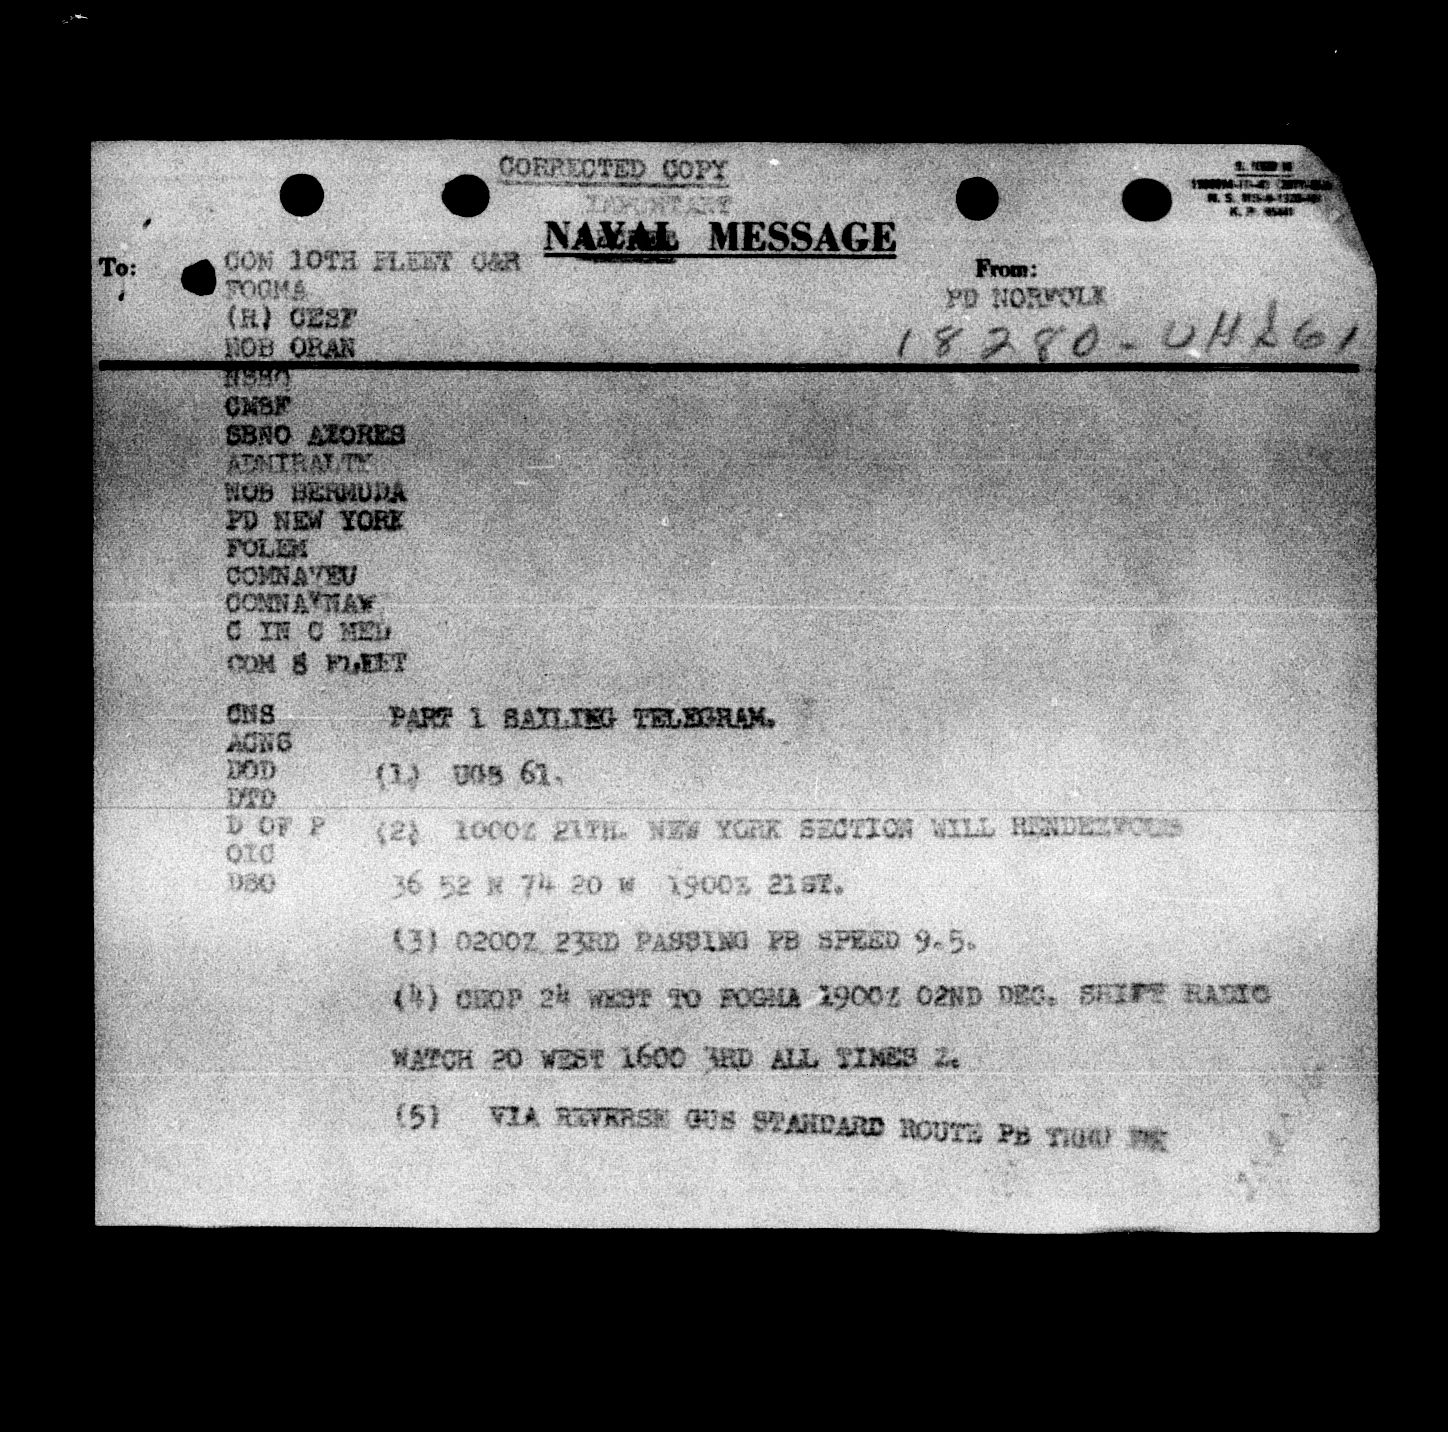 CORRECTED COPY
IMPORTANT
NAVAL MESSAGE
To:
COM 10TH FLEET C&R
FOGMA
(R) CESF
NOB ORAN
From:
PD NORFOLK
18280-UHS61
NSHQ
CMSF
SBNO AZORES
ADMIRALTY
NOB BERMUDA
PD NEW YORK
FOLEM
COMNAVEU
COMNAVNAW
C IN C MED
COM 8 FLEET
CNS
ACNS
DOD
DTD
D OF P
OIC
DSO
PART 1 SAILING TELEGRAM.
(1) UGS 61.
(2) 1000Z 21TH. NEW YORK SECTION WILL RENDEZVOUS
36 52 N 74 20 W 1900Z 21ST.
(3) 0200Z 23RD PASSING PB SPEED 9.5.
(4) CHOP 24 WEST TO FOGMA 1900Z 02ND DEC. SHIFT RADIO
WATCH 20 WEST 1600 3RD ALL TIMES Z.
(5) VIA REVERSE GUS STANDARD ROUTE PB THRU